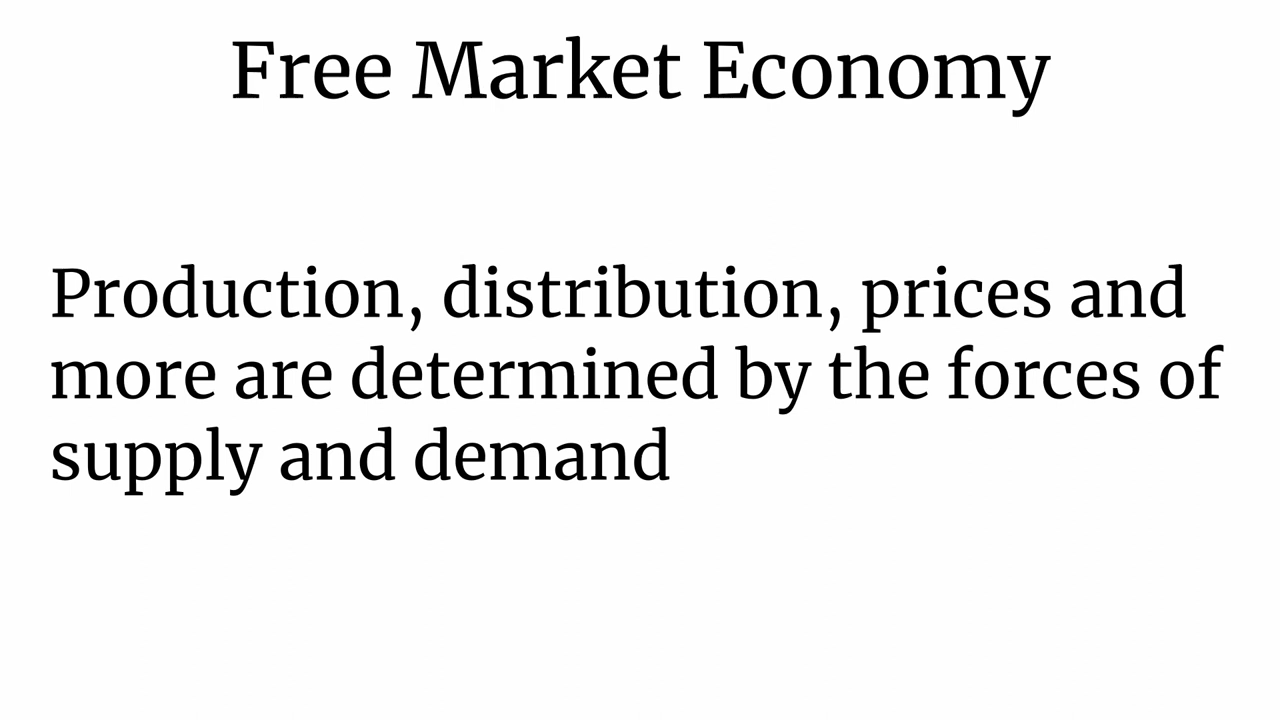 Free Market Economy
Production, distribution, prices and
more are determined by the forces of
supply and demand